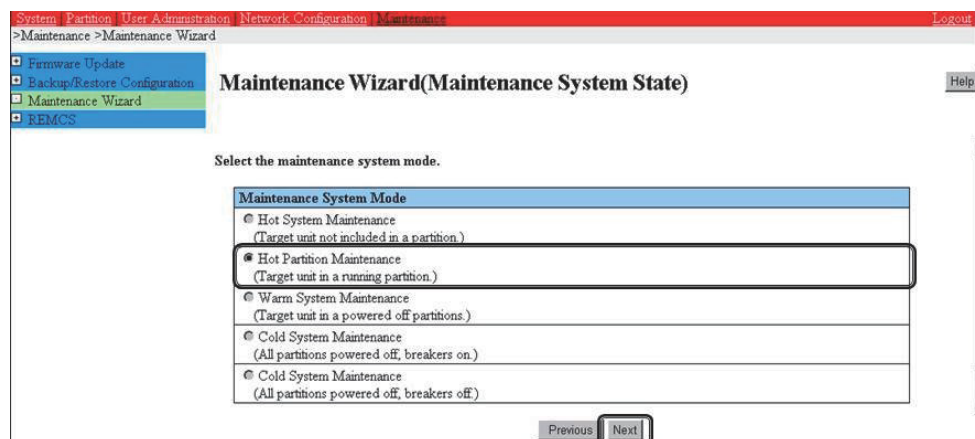 System | Partition | User Administration | Network Configuration | Maintenance Logout
>Maintenance >Maintenance Wizard
Firmware Update
Backup/Restore Configuration
Maintenance Wizard
REMCS
Maintenance Wizard(Maintenance System State)
Help
Select the maintenance system mode.
Maintenance System Mode
Hot System Maintenance
(Target unit not included in a partition.)
Hot Partition Maintenance
(Target unit in a running partition.)
Warm System Maintenance
(Target unit in a powered off partitions.)
Cold System Maintenance
(All partitions powered off, breakers on.)
Cold System Maintenance
(All partitions powered off, breakers off.)
Previous Next